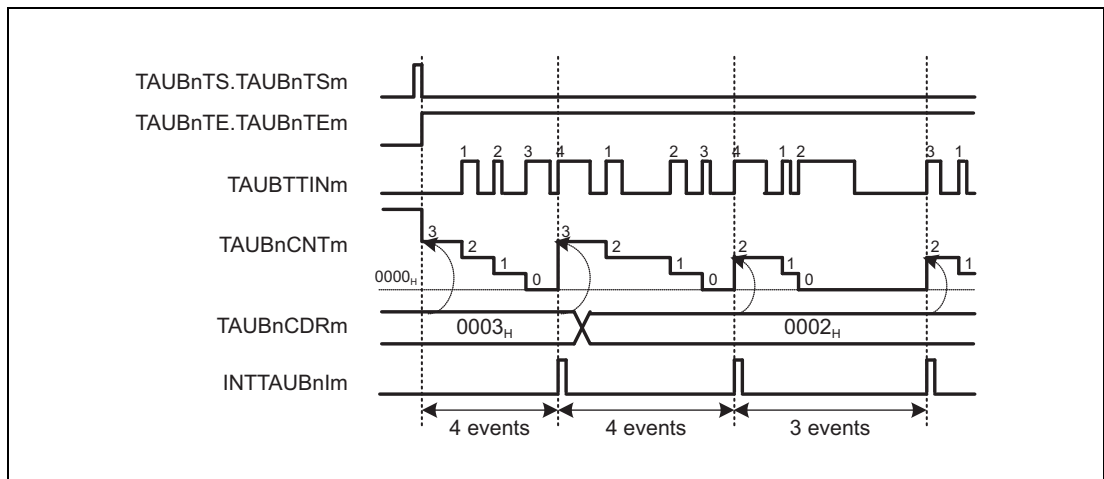 TAUBnTS.TAUBnTSm
TAUBnTE.TAUBnTEm
1 2 3 4 1 2 3 4 1 2 3 1
TAUBTTINm
3 2 1 0 3 2 1 0 2 1 0 2 1
TAUBnCNTm
0000H
TAUBnCDRm
0003H 0002H
INTTAUBnIm
4 events 4 events 3 events